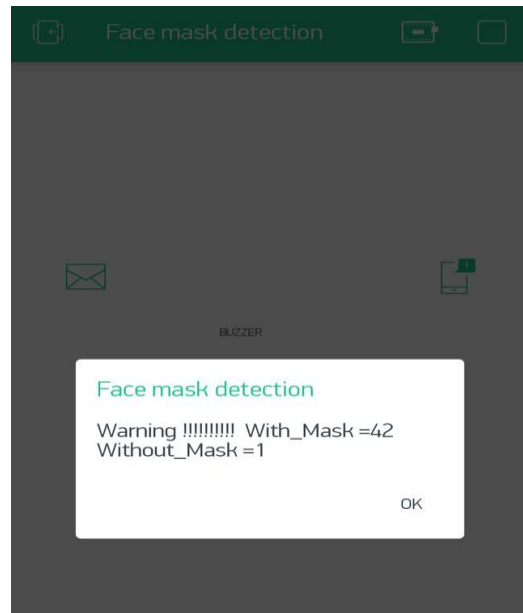 Face mask detection
BUZZER
Face mask detection
Warning !!!!!!!!!! With_Mask =42
Without_Mask =1
OK